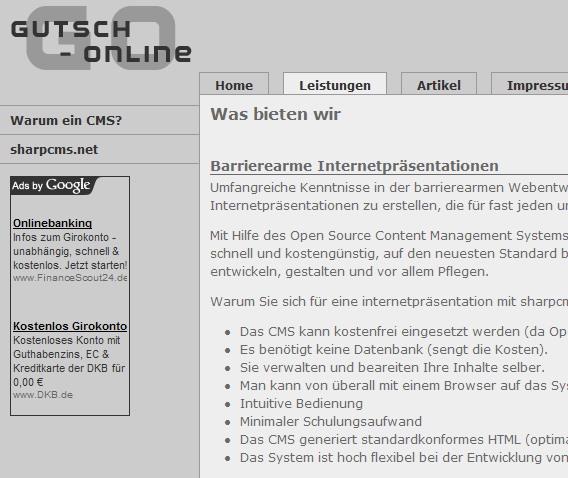 GUTSCH
- ONLINE
Home
Leistungen
Artikel
Impressu
Warum ein CMS?
sharpcms.net
Ads by Google
Onlinebanking
Infos zum Girokonto -
unabhängig, schnell &
kostenlos. Jetzt starten!
www.FinanceScout24.de
Kostenlos Girokonto
Kostenloses Konto mit
Guthabenzins, EC &
Kreditkarte der DKB für
0,00 €
www.DKB.de
Was bieten wir
Barrierearme Internetpräsentationen
Umfangreiche Kenntnisse in der barrierearmen Webentw
Internetpräsentationen zu erstellen, die für fast jeden u
Mit Hilfe des Open Source Content Management Systems
schnell und kostengünstig, auf den neusten Standard b
entwickeln, gestalten und vor allem Pflegen.
Warum Sie sich für eine internetpräsentation mit sharpcm
• Das CMS kann kostenfrei eingesetzt werden (da Op
• Es benötigt keine Datenbank (sengt die Kosten).
• Sie verwalten und beareiten Ihre Inhalte selber.
• Man kann von überall mit einem Browser auf das Sys
• Intuitive Bedienung
• Minimaler Schulungsaufwand
• Das CMS generiert standardkonformes HTML (optima
• Das System ist hoch flexibel bei der Entwicklung von